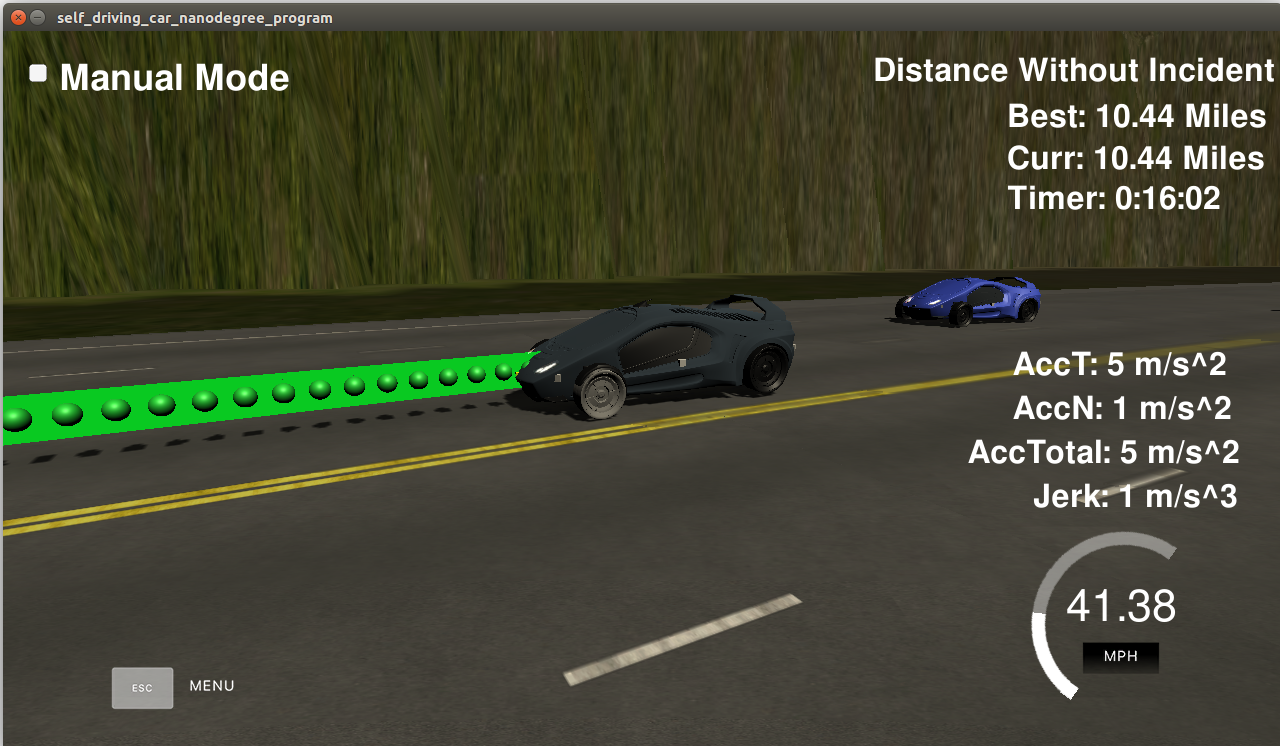 self_driving_car_nanodegree_program
Manual Mode
Distance Without Incident
Best: 10.44 Miles
Curr: 10.44 Miles
Timer: 0:16:02
AccT: 5 m/s^2
AccN: 1 m/s^2
AccTotal: 5 m/s^2
Jerk: 1 m/s^3
41.38
MPH
ESC MENU